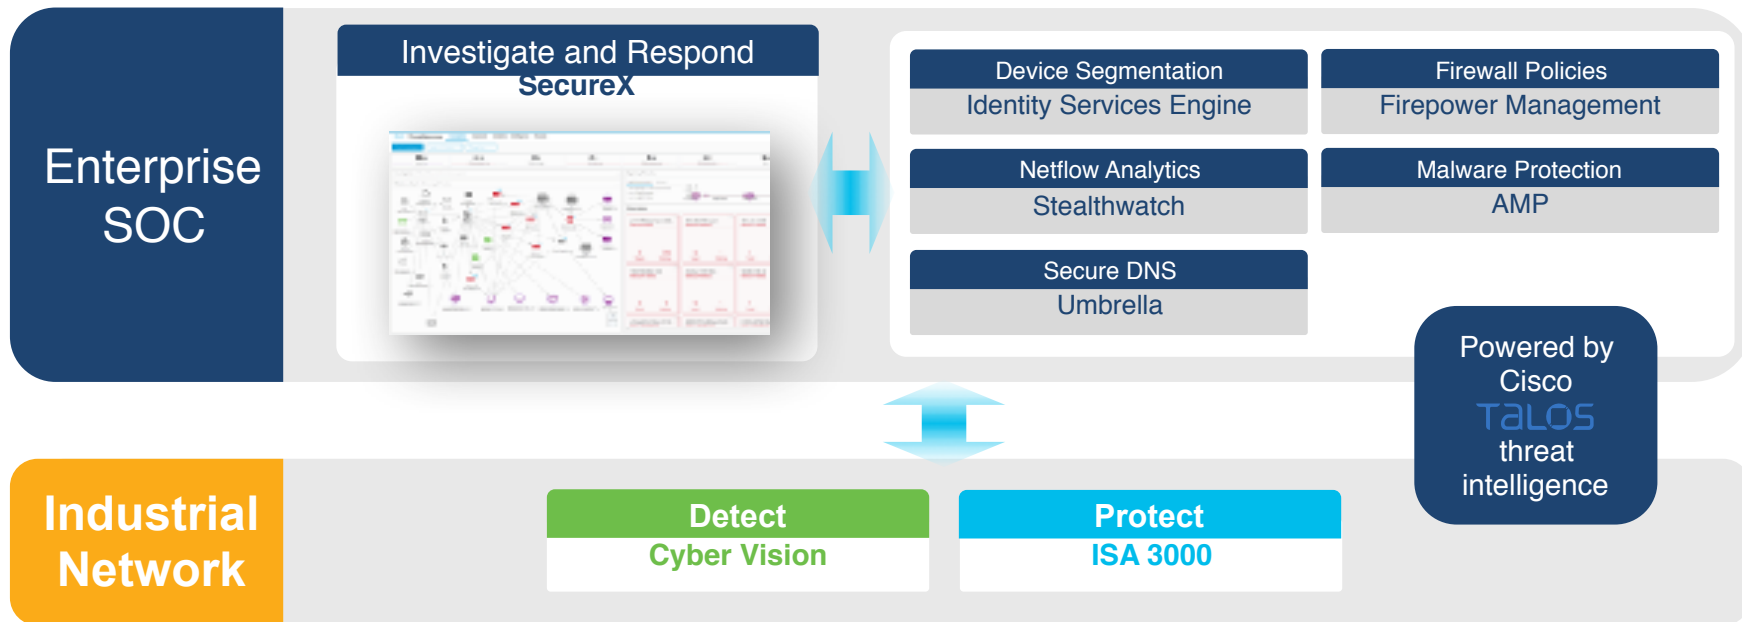 Enterprise
SOC
Investigate and Respond
SecureX
Device Segmentation
Identity Services Engine
Firewall Policies
Firepower Management
Netflow Analytics
Stealthwatch
Malware Protection
AMP
Secure DNS
Umbrella
Powered by
Cisco
TALOS
threat
intelligence
Industrial
Network
Detect
Cyber Vision
Protect
ISA 3000